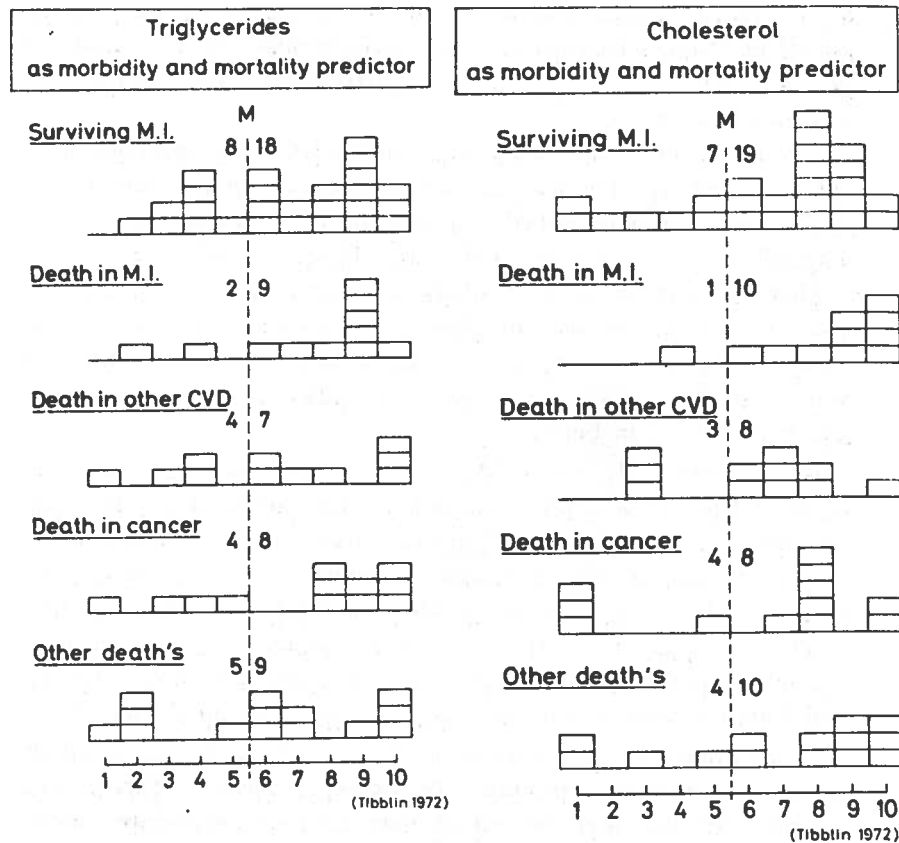 Triglycerides
as morbidity and mortality predictor
M
Surviving M.I.
8 18
Death in M.I.
2 9
Death in other CVD
4 7
Death in cancer
4 8
Other death's
5 9
1 2 3 4 5 6 7 8 9 10
(Tibblin 1972)
Cholesterol
as morbidity and mortality predictor
M
Surviving M.I.
7 19
Death in M.I.
1 10
Death in other CVD
3 8
Death in cancer
4 8
Other death's
4 10
1 2 3 4 5 6 7 8 9 10
(Tibblin 1972)